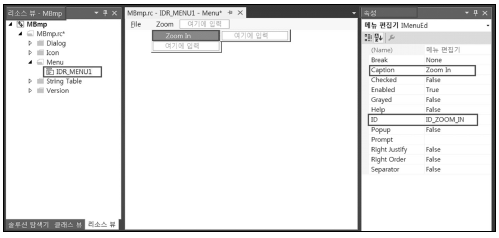 리소스 뷰 - MBmp
MBmp
MBmp.rc*
Dialog
Icon
Menu
IDR_MENU1
String Table
Version
솔루션 탐색기 클래스 뷰 리소스 뷰
MBmp.rc - IDR_MENU1 - Menu*
File Zoom 여기에 입력
Zoom In 여기에 입력
여기에 입력
속성
메뉴 편집기 IMenuEd
(Name) 메뉴 편집기
Break None
Caption Zoom In
Checked False
Enabled True
Grayed False
Help False
ID ID_ZOOM_IN
Popup False
Prompt
Right Justify False
Right Order False
Separator False